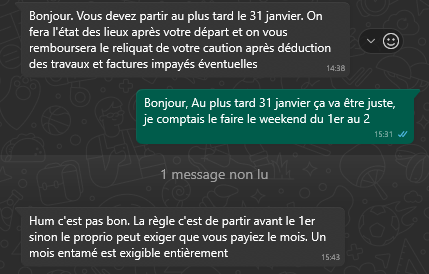 Bonjour. Vous devez partir au plus tard le 31 janvier. On
fera l'état des lieux après votre départ et on vous
remboursera le reliquat de votre caution après déduction
des travaux et factures impayés éventuelles
14:38
Bonjour, Au plus tard 31 janvier ça va être juste,
je comptais le faire le weekend du 1er au 2
15:31
1 message non lu
Hum c'est pas bon. La règle c'est de partir avant le 1er
sinon le proprio peut exiger que vous payiez le mois. Un
mois entamé est exigible entièrement
15:43